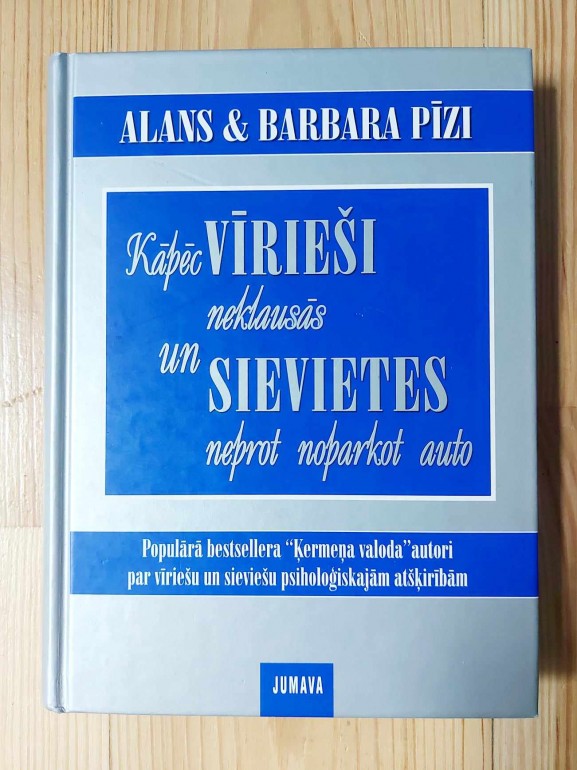 ALANS & BARBARA PĪZI
Kāpēc VĪRIEŠI
neklausās
un SIEVIETES
neprot noparkot auto
Populārā bestsellera “Ķermeņa valoda” autori
par vīriešu un sieviešu psiholoģiskajām atšķirībām
JUMAVA